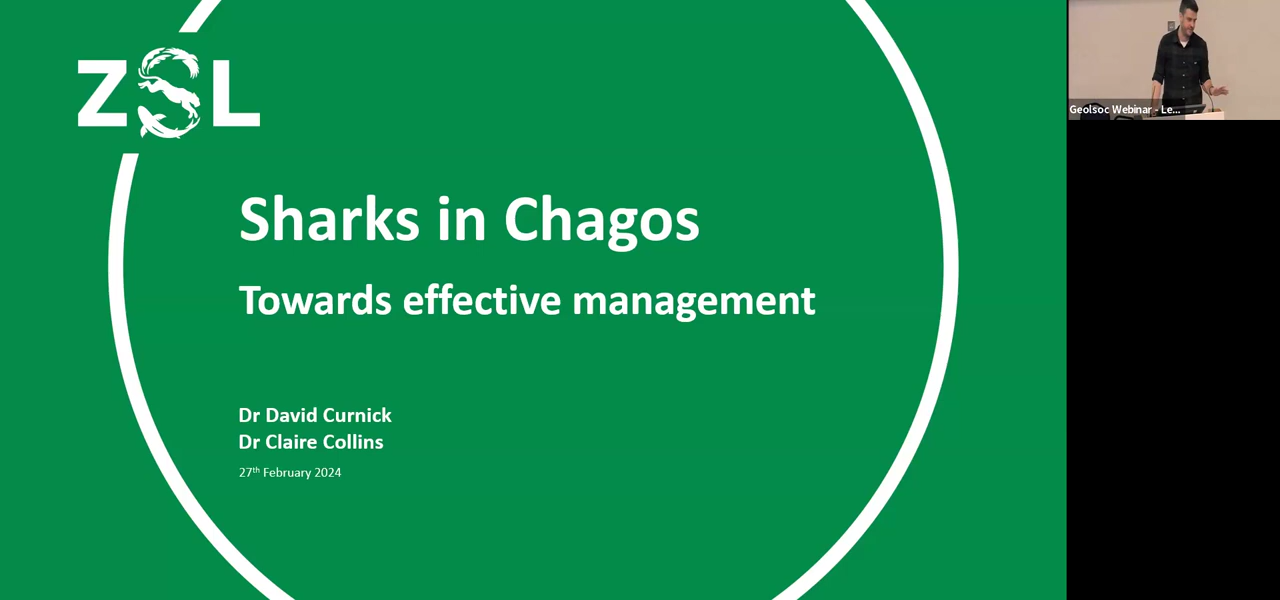 ZSL
Sharks in Chagos
Towards effective management
Dr David Curnick
Dr Claire Collins
27th February 2024
Geolsoc Webinar - Le...